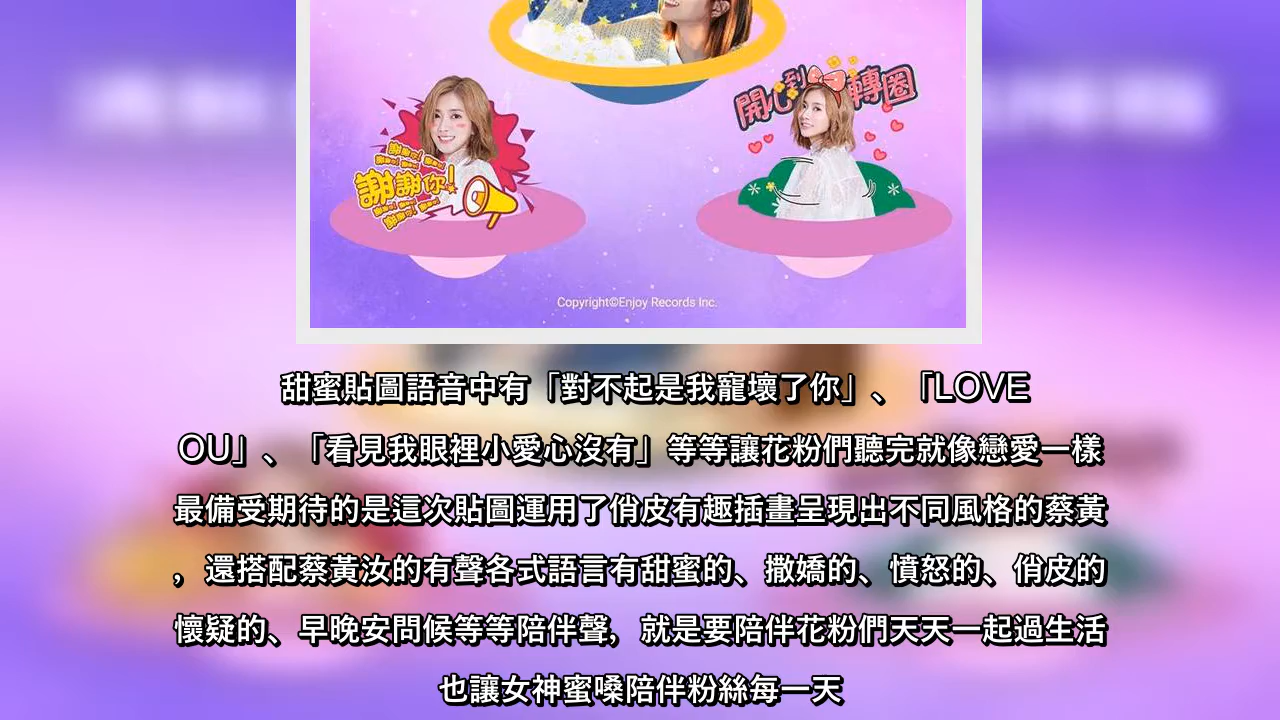 開心到轉圈
謝謝你!
Copyright©Enjoy Records Inc.
甜蜜貼圖語音中有「對不起是我寵壞了你」、「LOVE
OU」、「看見我眼裡小愛心沒有」等等讓花粉們聽完就像戀愛一樣
最備受期待的是這次貼圖運用了俏皮有趣插畫呈現出不同風格的蔡黃
，還搭配蔡黃汝的有聲各式語言有甜蜜的、撒嬌的、憤怒的、俏皮的
懷疑的、早晚安問候等等陪伴聲，就是要陪伴花粉們天天一起過生活
也讓女神蜜嗓陪伴粉絲每一天